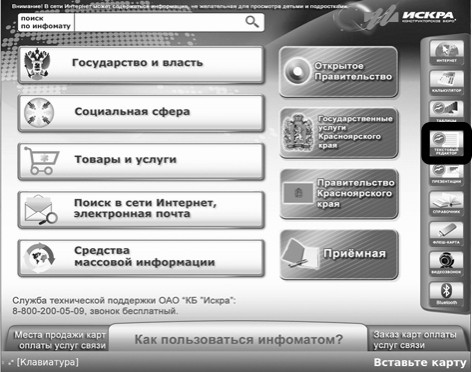 Внимание! В сети Интернет может содержаться информация, не желательная для просмотра детьми и подростками.
поиск
по инфомату
ИСКРА
КОНСТРУКТОРСКОЕ БЮРО
Государство и власть
Социальная сфера
Товары и услуги
Поиск в сети Интернет,
электронная почта
Средства
массовой информации
Открытое
Правительство
Государственные
услуги
Красноярского
края
Правительство
Красноярского
края
Приёмная
ИНТЕРНЕТ
КАЛЬКУЛЯТОР
ТАБЛИЦЫ
ТЕКСТОВЫЙ
РЕДАКТОР
ПРЕЗЕНТАЦИИ
СПРАВОЧНИК
ФЛЕШ-КАРТА
ВИДЕОЗВОНОК
Bluetooth
Служба технической поддержки ОАО "КБ "Искра":
8-800-200-05-09, звонок бесплатный.
Места продажи карт
оплаты услуг связи
Как пользоваться инфоматом?
Заказ карт оплаты
услуг связи
[Клавиатура]
Вставьте карту